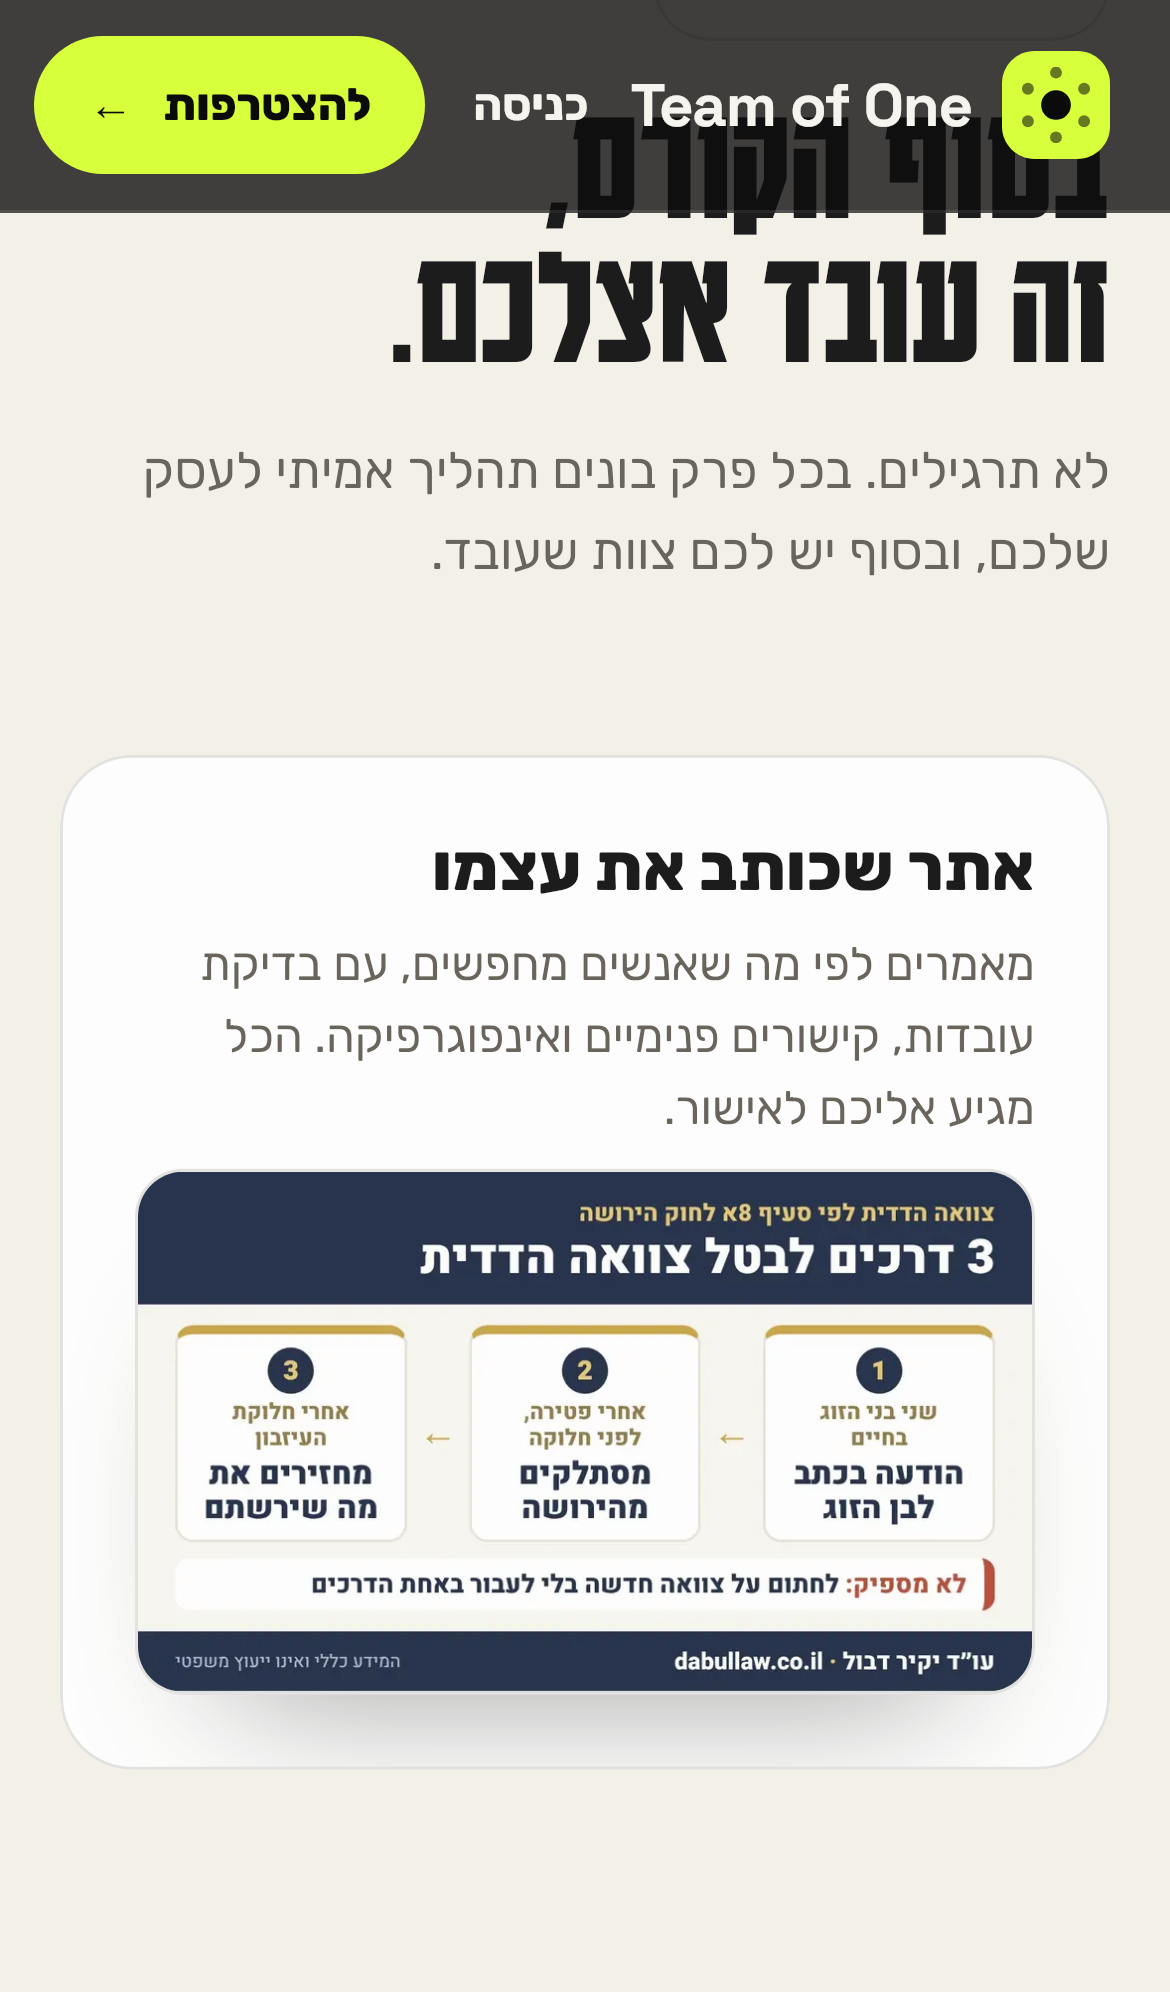 Team of One
כניסה
להצטרפות ←
בסוף הקורס,
זה עובד אצלכם.
לא תרגילים. בכל פרק בונים תהליך אמיתי לעסק
שלכם, ובסוף יש לכם צוות שעובד.
אתר שכותב את עצמו
מאמרים לפי מה שאנשים מחפשים, עם בדיקת
עובדות, קישורים פנימיים ואינפוגרפיקה. הכל
מגיע אליכם לאישור.
צוואה הדדית לפי סעיף 8א לחוק הירושה
3 דרכים לבטל צוואה הדדית
1
שני בני הזוג
בחיים
הודעה בכתב
לבן הזוג
←
2
אחרי פטירה,
לפני חלוקה
מסתלקים
מהירושה
←
3
אחרי חלוקת
העיזבון
מחזירים את
מה שירשתם
לא מספיק: לחתום על צוואה חדשה בלי לעבור באחת הדרכים
עו״ד יקיר דבול · dabullaw.co.il
המידע כללי ואינו ייעוץ משפטי